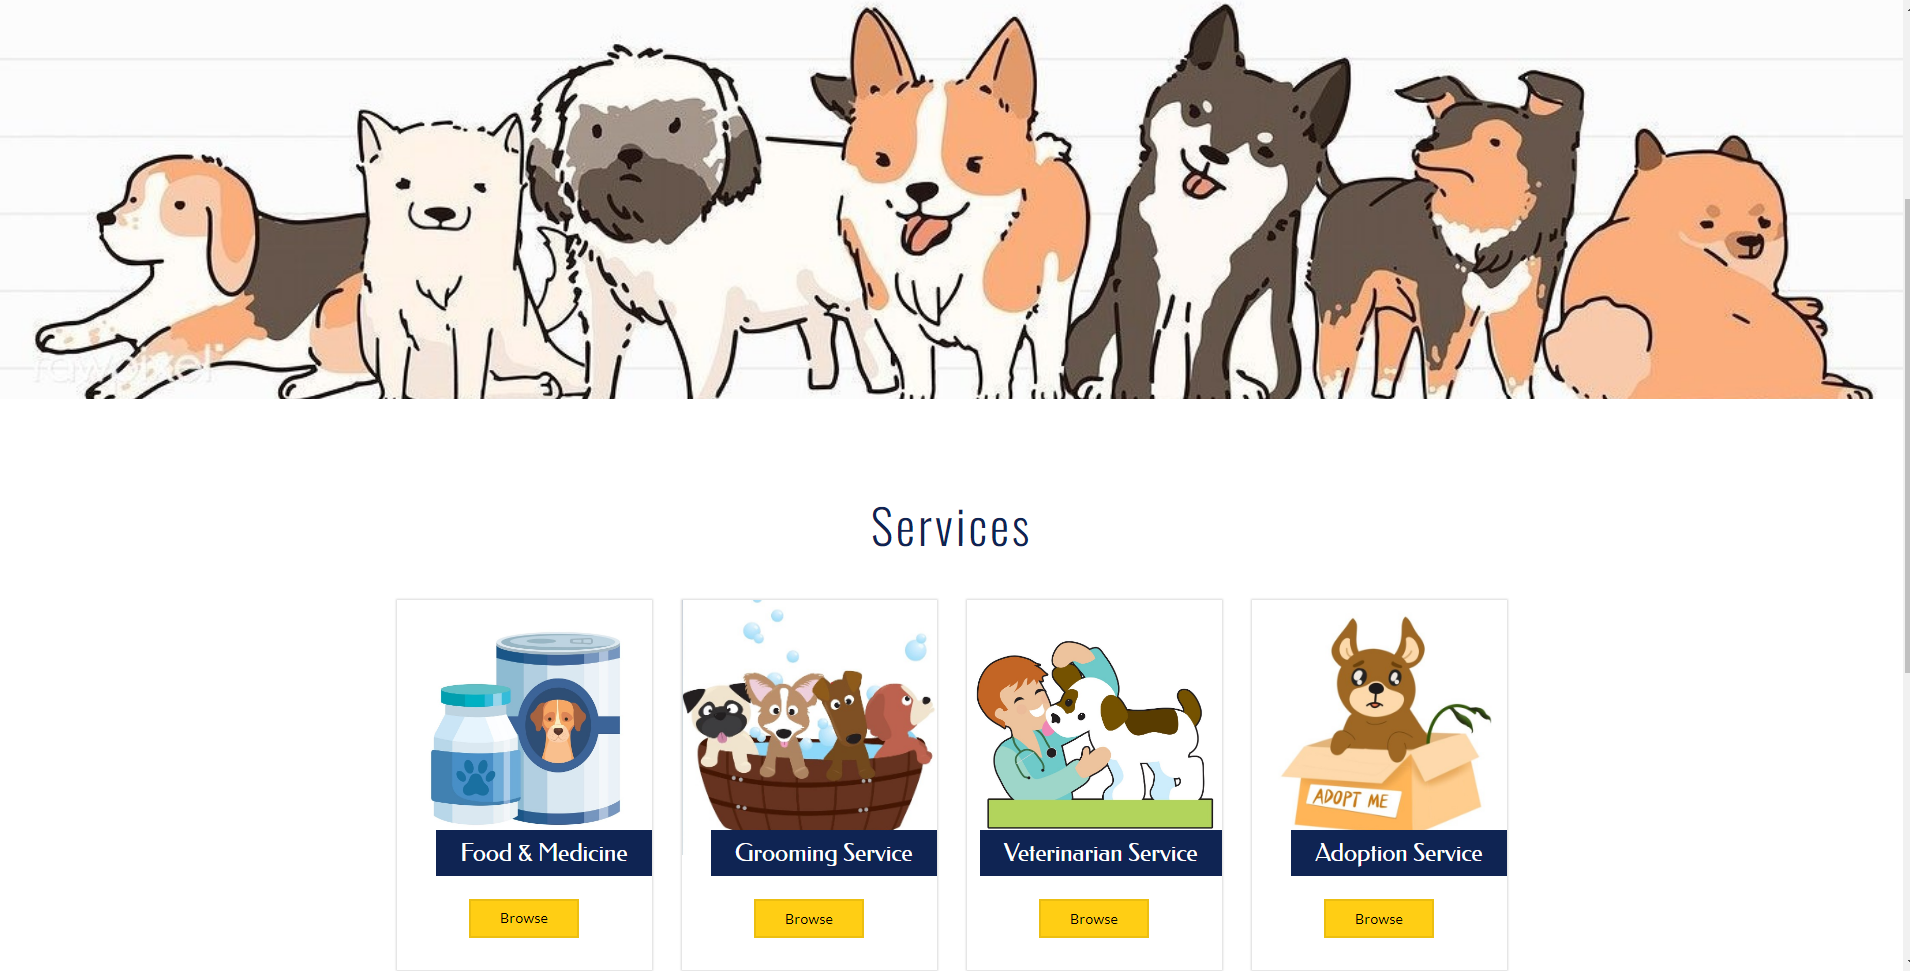 rawpixel
Services
ADOPT ME
Food & Medicine
Grooming Service
Veterinarian Service
Adoption Service
Browse
Browse
Browse
Browse